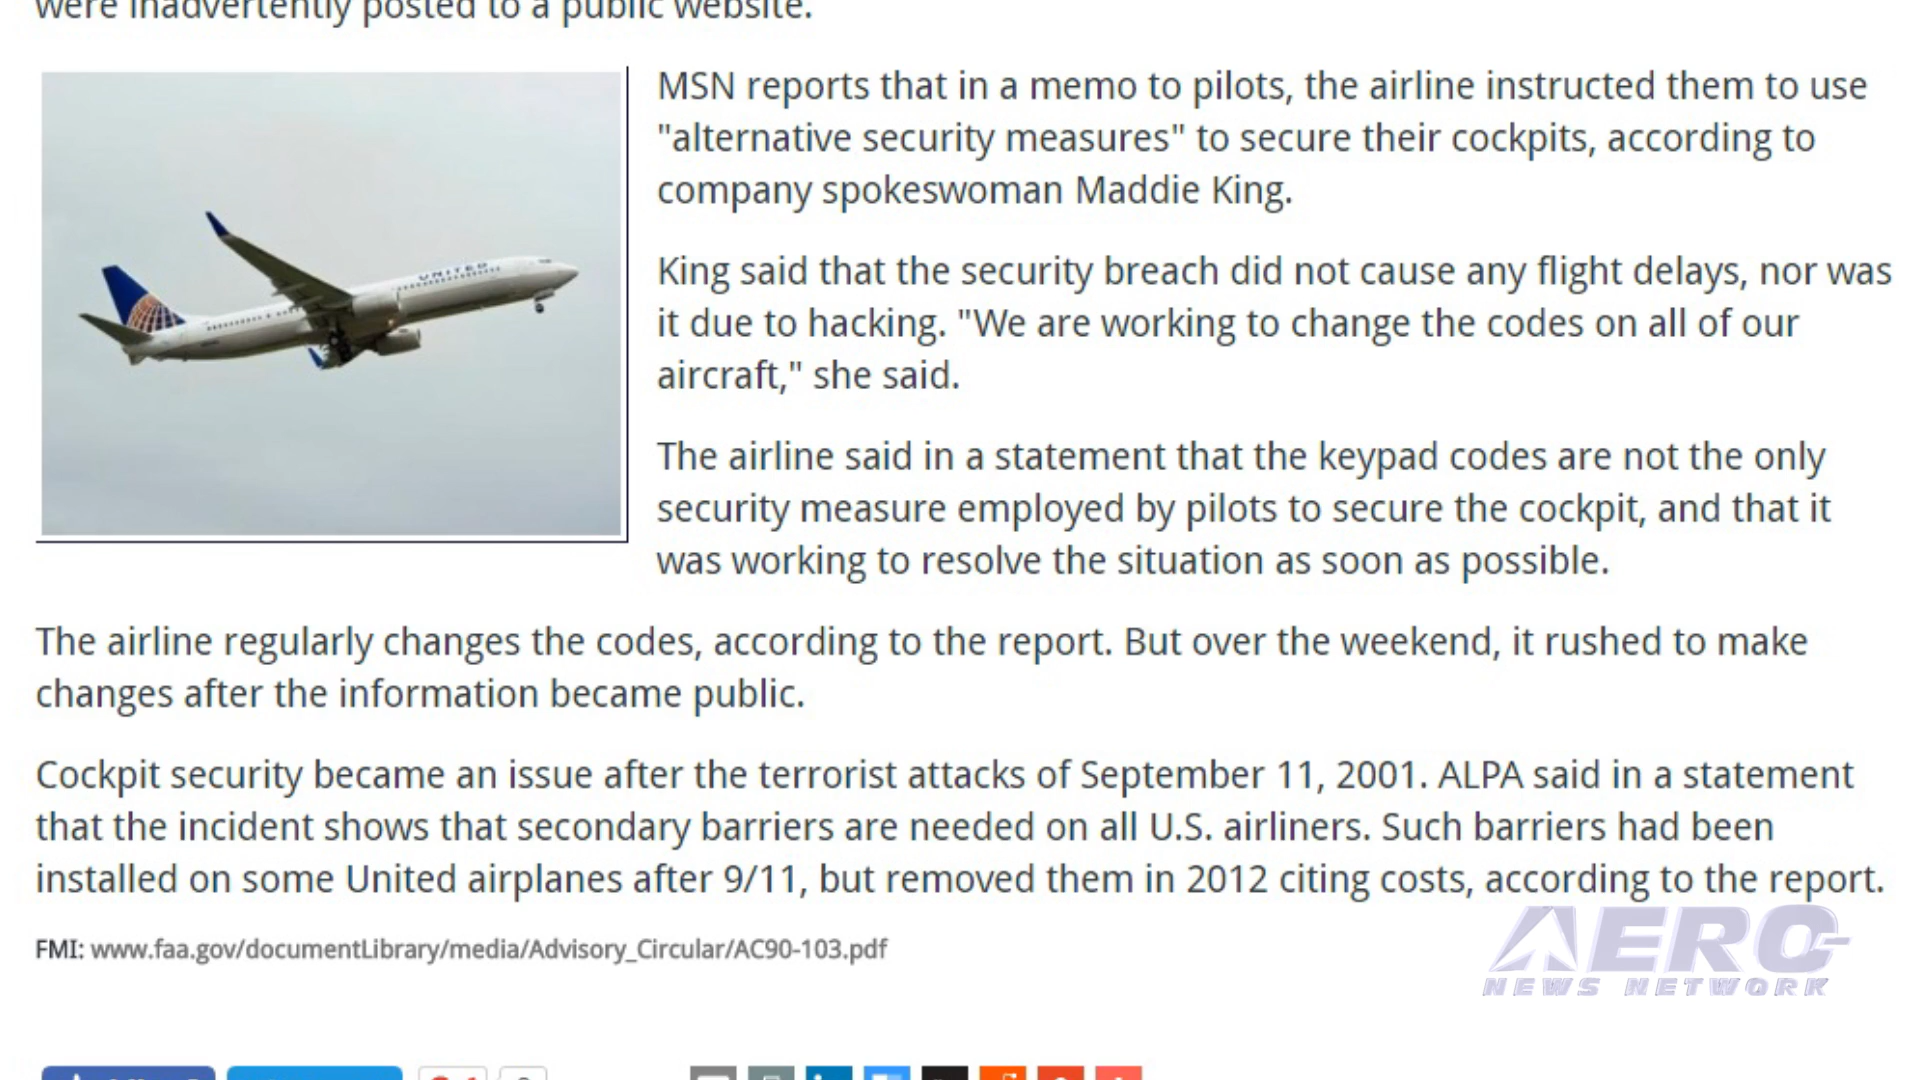 were inadvertently posted to a public website.
UNITED
MSN reports that in a memo to pilots, the airline instructed them to use
"alternative security measures" to secure their cockpits, according to
company spokeswoman Maddie King.
King said that the security breach did not cause any flight delays, nor was
it due to hacking. "We are working to change the codes on all of our
aircraft," she said.
The airline said in a statement that the keypad codes are not the only
security measure employed by pilots to secure the cockpit, and that it
was working to resolve the situation as soon as possible.
The airline regularly changes the codes, according to the report. But over the weekend, it rushed to make
changes after the information became public.
Cockpit security became an issue after the terrorist attacks of September 11, 2001. ALPA said in a statement
that the incident shows that secondary barriers are needed on all U.S. airliners. Such barriers had been
installed on some United airplanes after 9/11, but removed them in 2012 citing costs, according to the report.
FMI: www.faa.gov/documentLibrary/media/Advisory_Circular/AC90-103.pdf
AERO
NEWS NETWORK